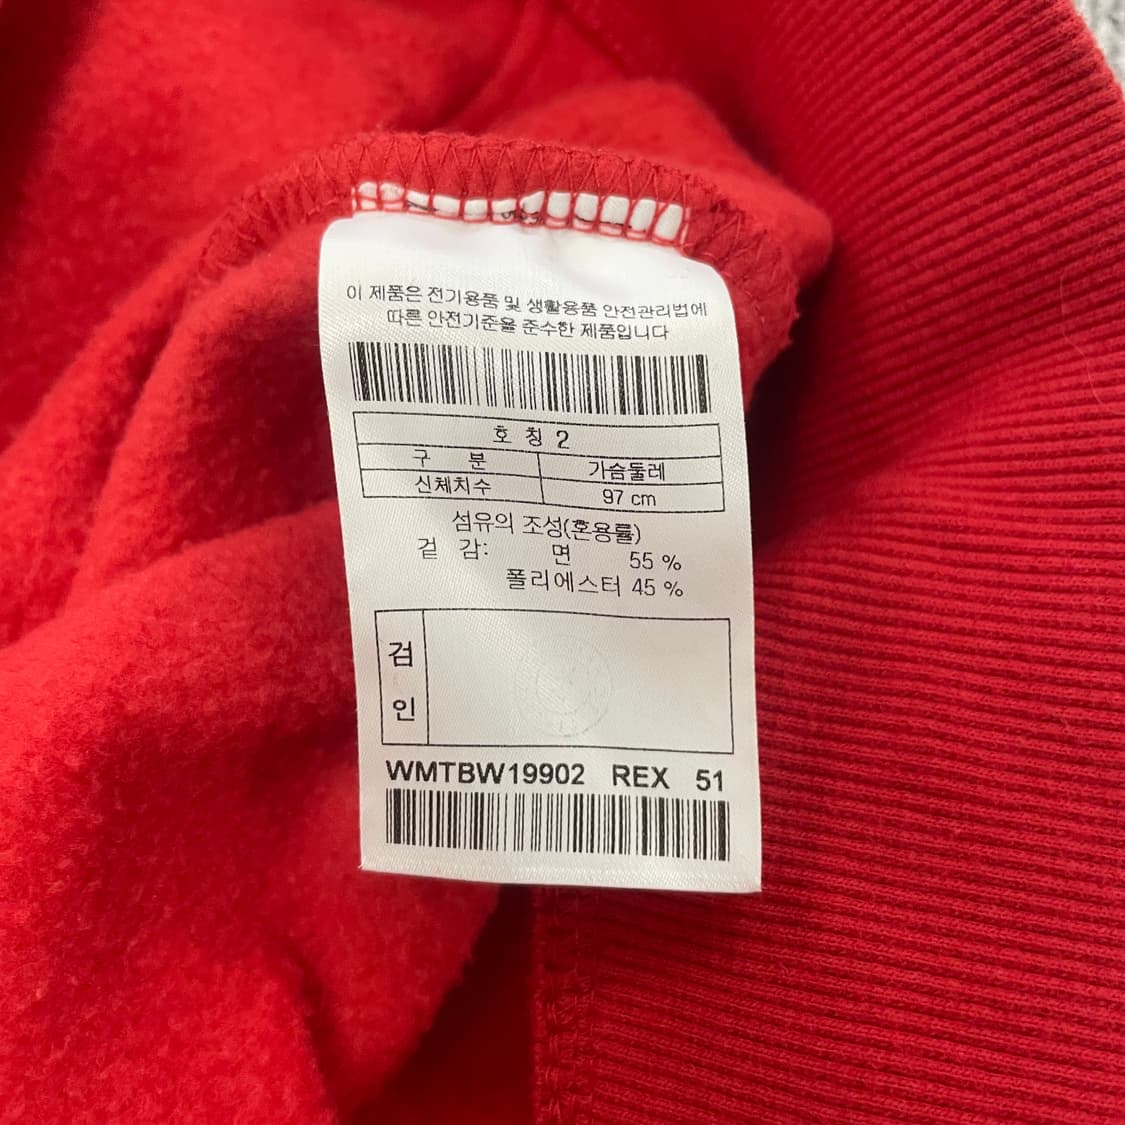 이 제품은 전기용품 및 생활용품 안전관리법에
따른 안전기준을 준수한 제품입니다
호 칭 2
구 분 가슴둘레
신체치수 97 cm
섬유의 조성(혼용률)
겉 감: 면 55 %
폴리에스터 45 %
검
인
WMTBW19902 REX 51